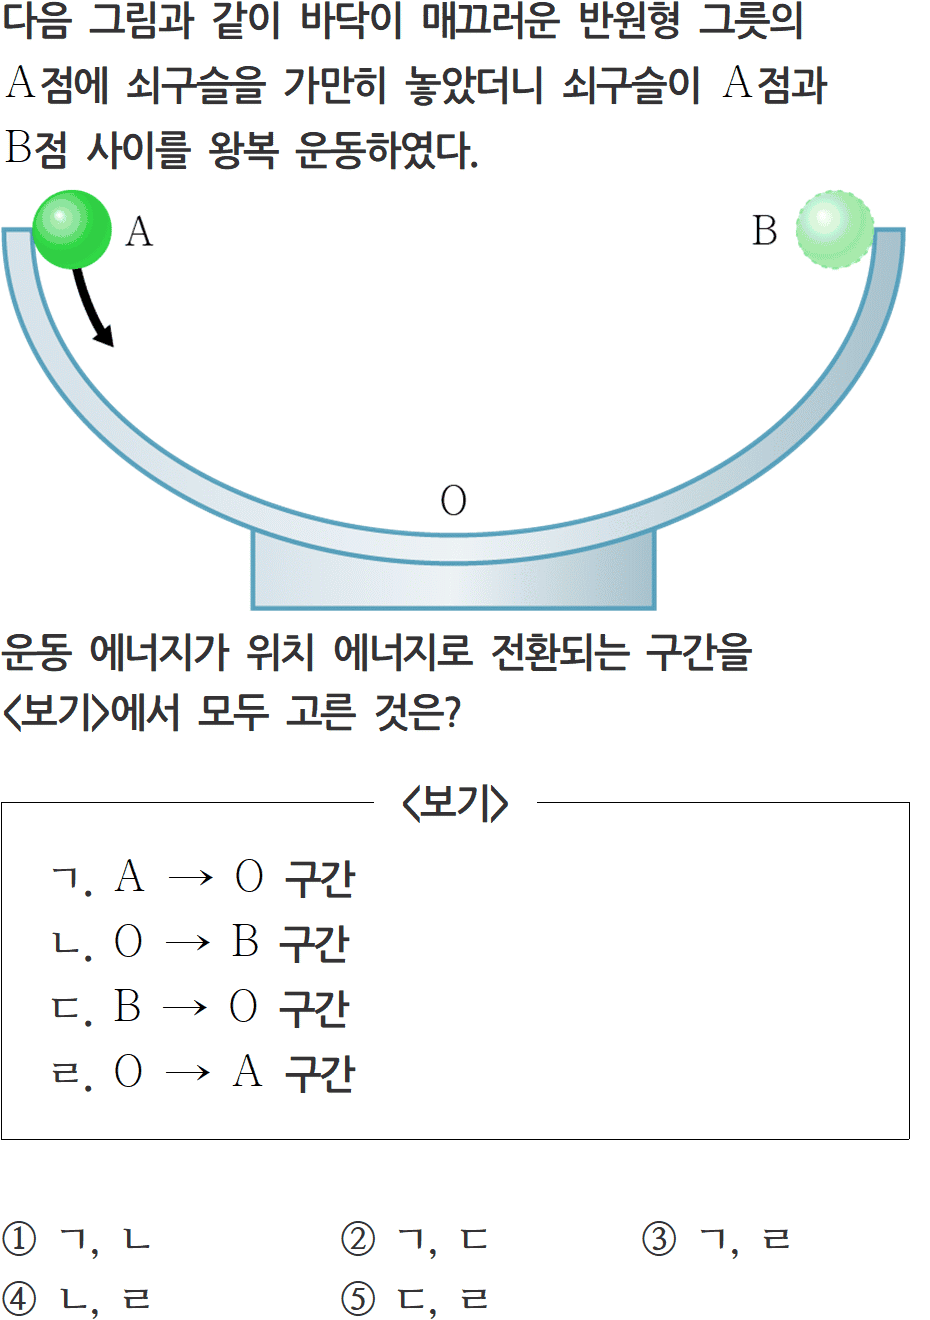 다음 그림과 같이 바닥이 매끄러운 반원형 그릇의
A점에 쇠구슬을 가만히 놓았더니 쇠구슬이 A점과
B점 사이를 왕복 운동하였다.
A
B
O
운동 에너지가 위치 에너지로 전환되는 구간을
<보기>에서 모두 고른 것은?
<보기>
ㄱ. A → O 구간
ㄴ. O → B 구간
ㄷ. B → O 구간
ㄹ. O → A 구간
① ㄱ, ㄴ ② ㄱ, ㄷ ③ ㄱ, ㄹ
④ ㄴ, ㄹ ⑤ ㄷ, ㄹ